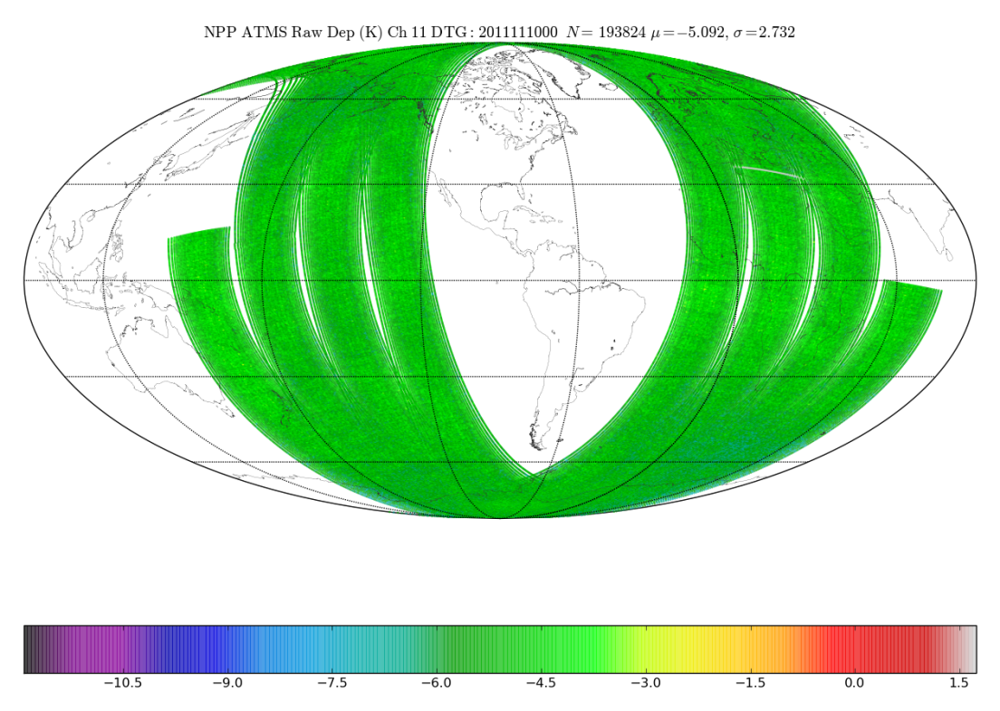 NPP ATMS Raw Dep (K) Ch 11 DTG : 2011111000 N = 193824 μ=−5.092, σ=2.732
−10.5 −9.0 −7.5 −6.0 −4.5 −3.0 −1.5 0.0 1.5